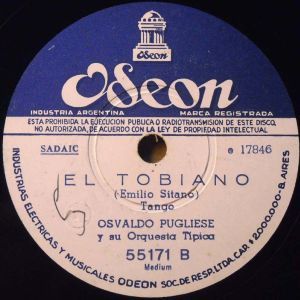 Odeon
Odeon
INDUSTRIA ARGENTINA
MARCA REGISTRADA
ESTA PROHIBIDA LA EJECUCION PUBLICA O RADIOTRANSMISION DE ESTE DISCO,
NO AUTORIZADA, DE ACUERDO CON LA LEY DE PROPIEDAD INTELECTUAL
SADAIC
e 17846
EL TOBIANO
(Emilio Sitano)
Tango
OSVALDO PUGLIESE
y su Orquesta Típica
55171 B
Medium
INDUSTRIAS ELECTRICAS Y MUSICALES ODEON SOC. DE RESP. LTDA. CAP. $2.000.000- B. AIRES